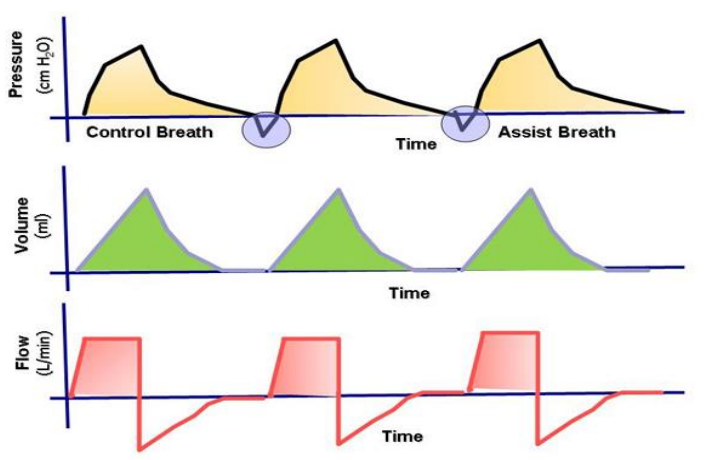 Pressure
(cm H₂O)
Control Breath
Time
Assist Breath
Volume
(ml)
Time
Flow
(L/min)
Time